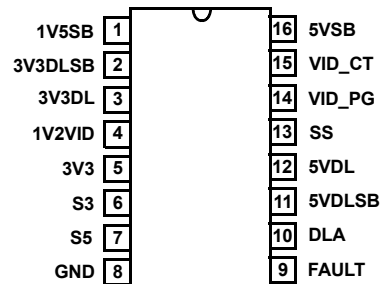 1V5SB 1 16 5VSB
3V3DLSB 2 15 VID_CT
3V3DL 3 14 VID_PG
1V2VID 4 13 SS
3V3 5 12 5VDL
S3 6 11 5VDLSB
S5 7 10 DLA
GND 8 9 FAULT